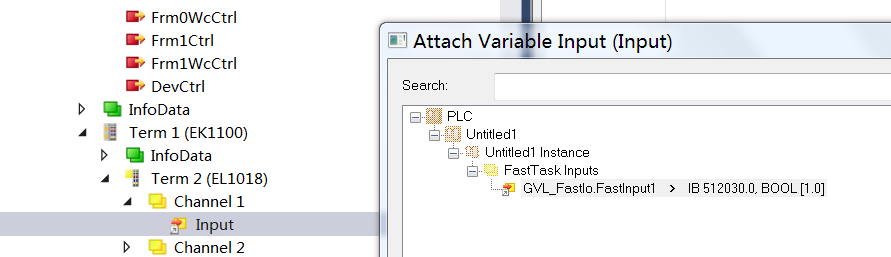 Frm0WcCtrl
Frm1Ctrl
Frm1WcCtrl
DevCtrl
InfoData
Term 1 (EK1100)
InfoData
Term 2 (EL1018)
Channel 1
Input
Channel 2
Attach Variable Input (Input)
Search:
PLC
Untitled1
Untitled1 Instance
FastTask Inputs
GVL_FastIo.FastInput1 > IB 512030.0, BOOL [1.0]